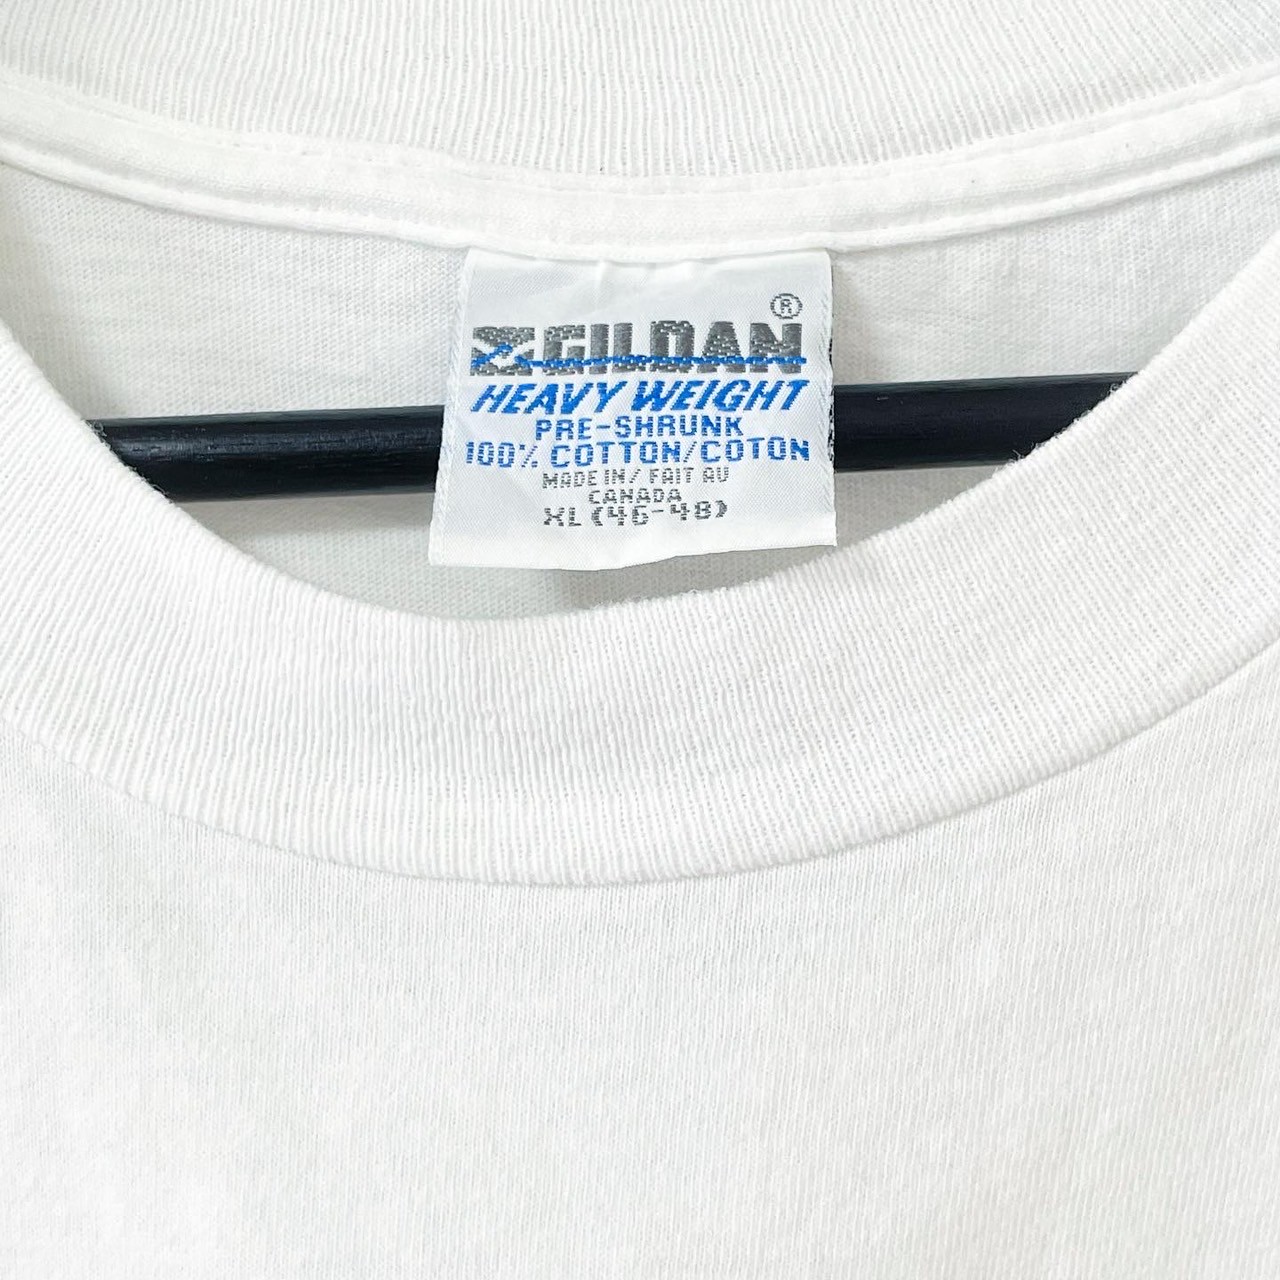 ®
GILDAN
HEAVY WEIGHT
PRE-SHRUNK
100% COTTON/COTON
MADE IN/ FAIT AU
CANADA
XL (46-48)